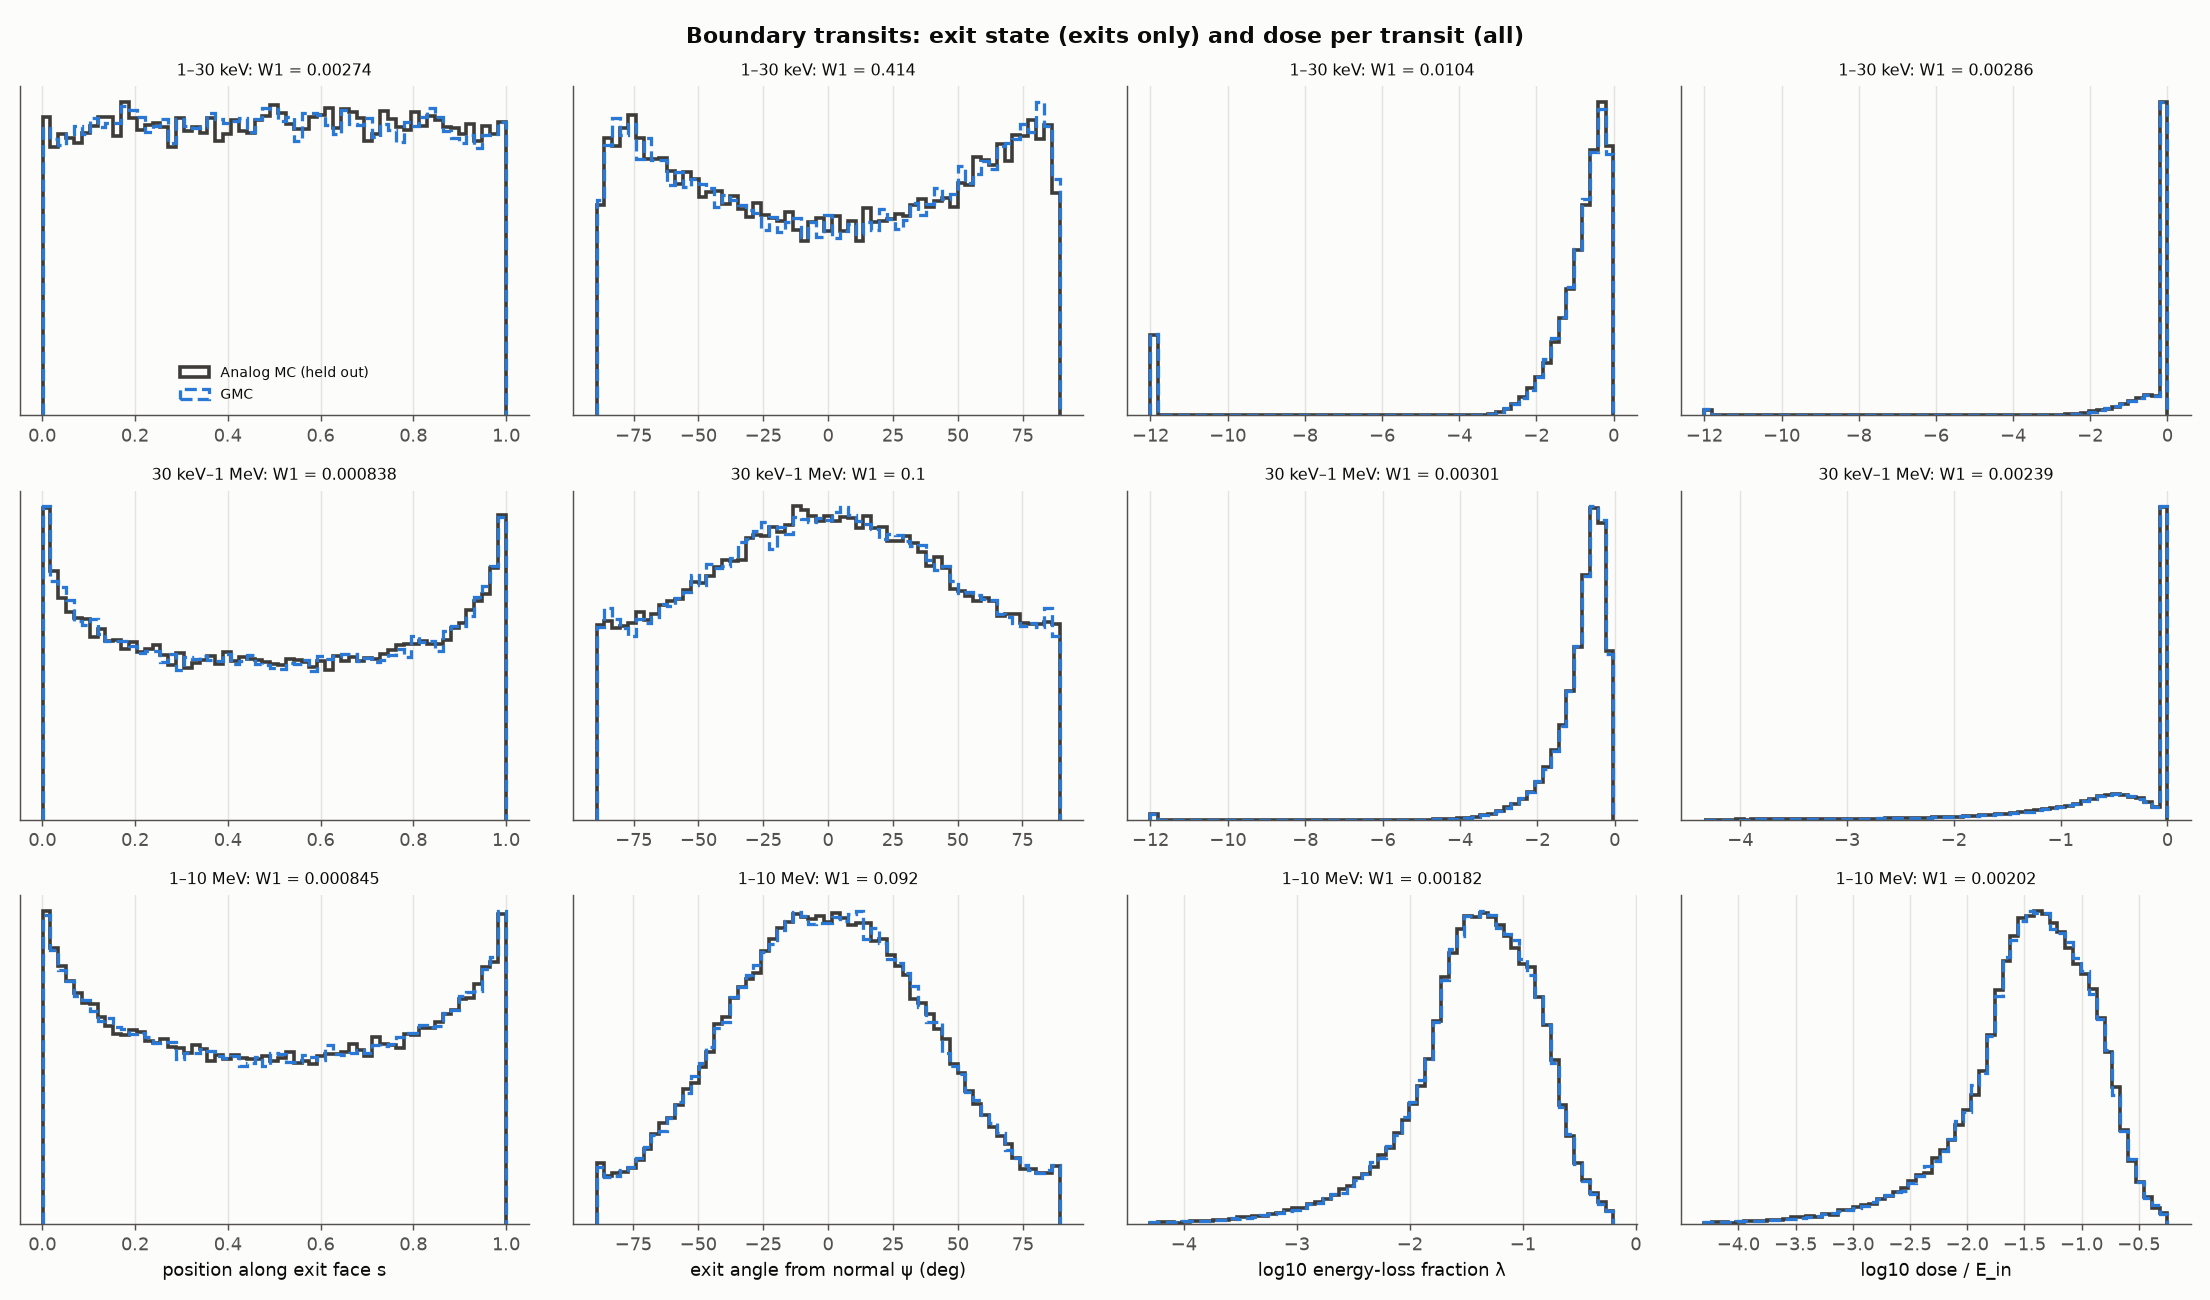 Boundary transits: exit state (exits only) and dose per transit (all)
1–30 keV: W1 = 0.00274
1–30 keV: W1 = 0.414
1–30 keV: W1 = 0.0104
1–30 keV: W1 = 0.00286
Analog MC (held out)
GMC
0.0 0.2 0.4 0.6 0.8 1.0
−75 −50 −25 0 25 50 75
−12 −10 −8 −6 −4 −2 0
−12 −10 −8 −6 −4 −2 0
30 keV–1 MeV: W1 = 0.000838
30 keV–1 MeV: W1 = 0.1
30 keV–1 MeV: W1 = 0.00301
30 keV–1 MeV: W1 = 0.00239
0.0 0.2 0.4 0.6 0.8 1.0
−75 −50 −25 0 25 50 75
−12 −10 −8 −6 −4 −2 0
−4 −3 −2 −1 0
1–10 MeV: W1 = 0.000845
1–10 MeV: W1 = 0.092
1–10 MeV: W1 = 0.00182
1–10 MeV: W1 = 0.00202
0.0 0.2 0.4 0.6 0.8 1.0
−75 −50 −25 0 25 50 75
−4 −3 −2 −1 0
−4.0 −3.5 −3.0 −2.5 −2.0 −1.5 −1.0 −0.5
position along exit face s
exit angle from normal ψ (deg)
log10 energy-loss fraction λ
log10 dose / E_in